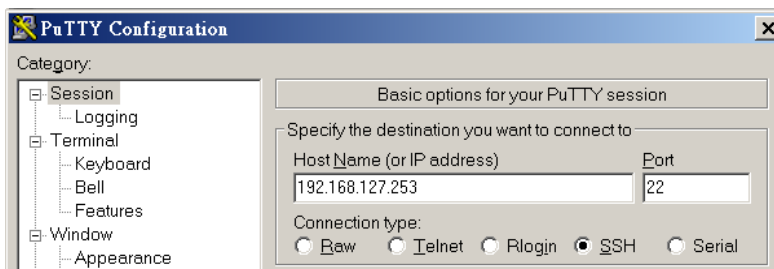 PuTTY Configuration
Category:
Session
Logging
Terminal
Keyboard
Bell
Features
Window
Appearance
Basic options for your PuTTY session
Specify the destination you want to connect to
Host Name (or IP address)
Port
192.168.127.253
22
Connection type:
Raw
Telnet
Rlogin
SSH
Serial